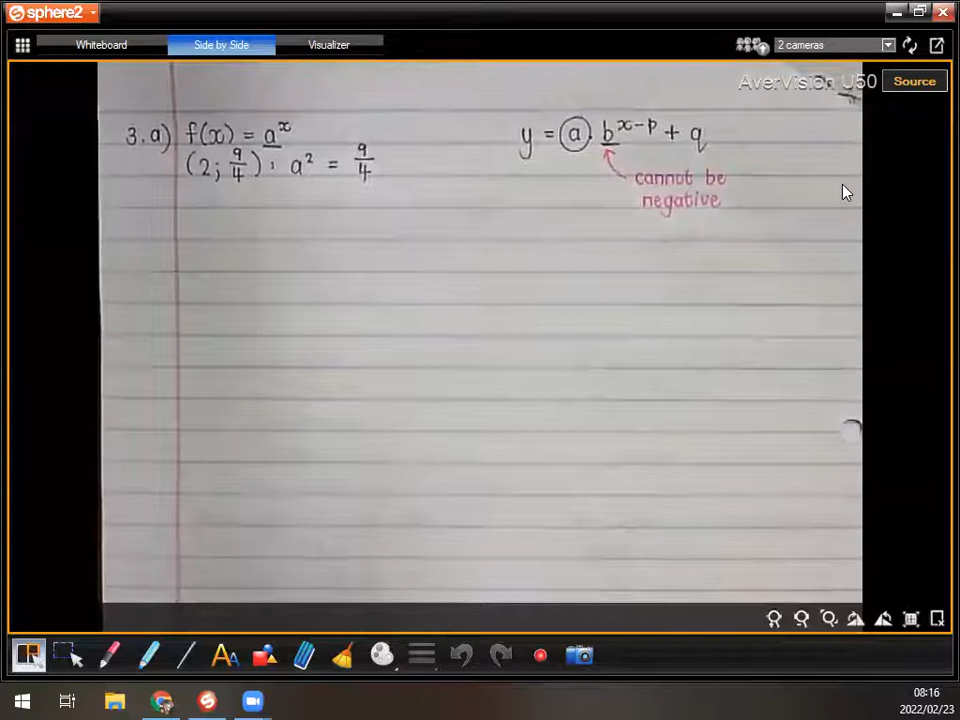 sphere2
Whiteboard
Side by Side
Visualizer
2 cameras
AverVision U50
Source
3. a) f(x) = a^x
(2; 9/4) : a² = 9/4
y = a . b^(x-p) + q
cannot be
negative
AA
08:16
2022/02/23